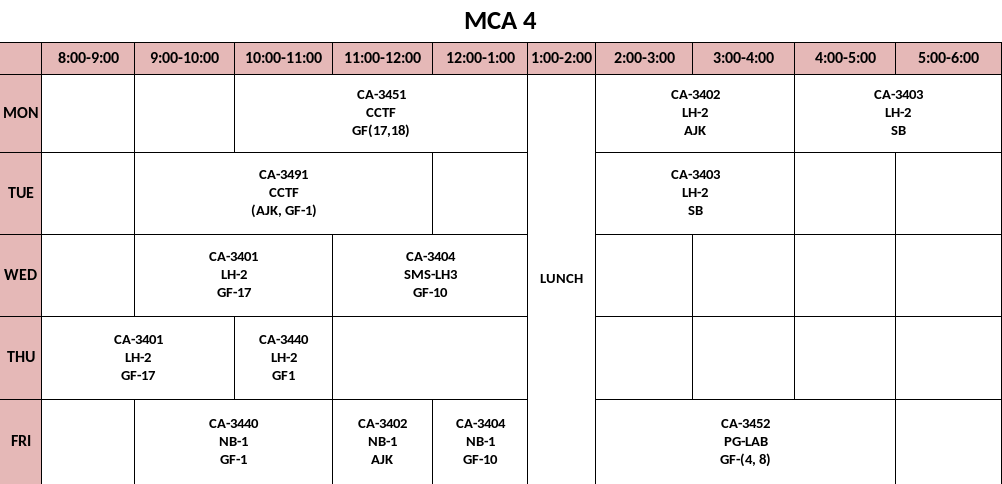 MCA 4
8:00-9:00 9:00-10:00 10:00-11:00 11:00-12:00 12:00-1:00 1:00-2:00 2:00-3:00 3:00-4:00 4:00-5:00 5:00-6:00
MON
CA-3451
CCTF
GF(17,18)
CA-3402
LH-2
AJK
CA-3403
LH-2
SB
TUE
CA-3491
CCTF
(AJK, GF-1)
CA-3403
LH-2
SB
WED
CA-3401
LH-2
GF-17
CA-3404
SMS-LH3
GF-10
LUNCH
THU
CA-3401
LH-2
GF-17
CA-3440
LH-2
GF1
FRI
CA-3440
NB-1
GF-1
CA-3402
NB-1
AJK
CA-3404
NB-1
GF-10
CA-3452
PG-LAB
GF-(4, 8)